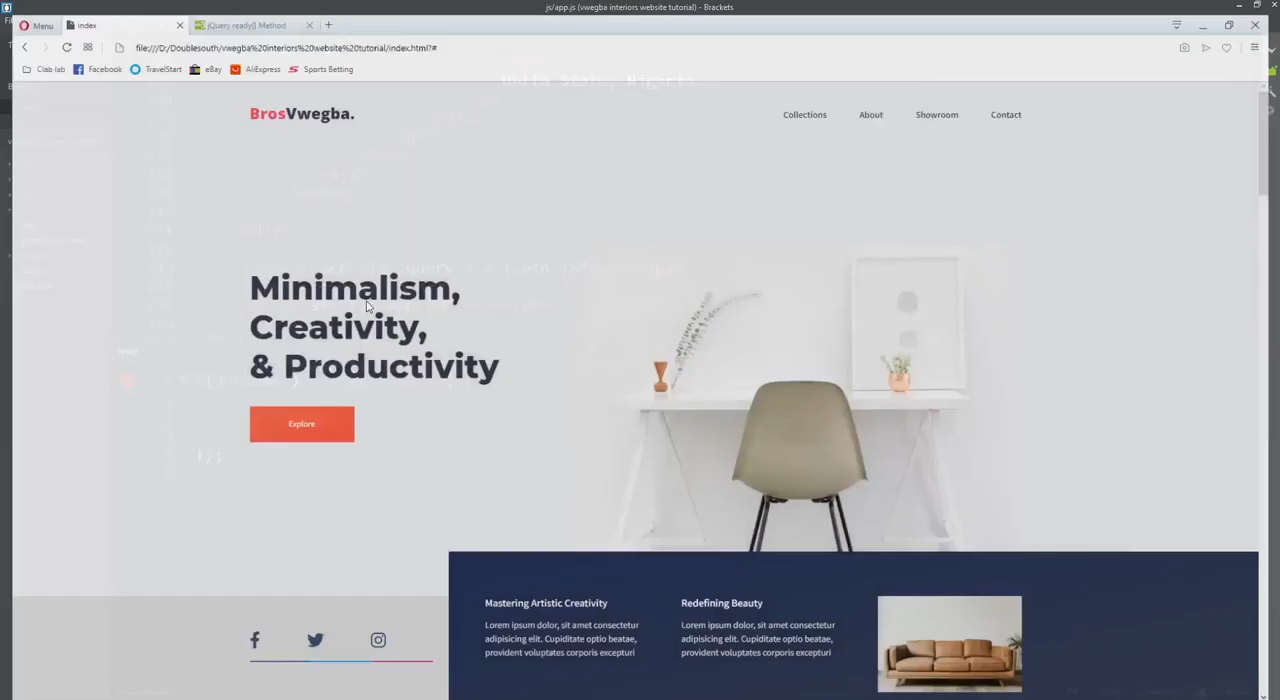 js/app.js (vwegba interiors website tutorial) - Brackets
Menu
index
jQuery ready() Method
file:///D:/Doublesouth/vwegba%20interiors%20website%20tutorial/index.html?#
Clab lab
Facebook
TravelStart
eBay
AliExpress
Sports Betting
BrosVwegba.
Collections
About
Showroom
Contact
Minimalism,
Creativity,
& Productivity
Explore
});
Mastering Artistic Creativity
Lorem ipsum dolor, sit amet consectetur
adipisicing elit. Cupiditate optio beatae,
provident voluptates corporis excepturi
Redefining Beauty
Lorem ipsum dolor, sit amet consectetur
adipisicing elit. Cupiditate optio beatae,
provident voluptates corporis excepturi